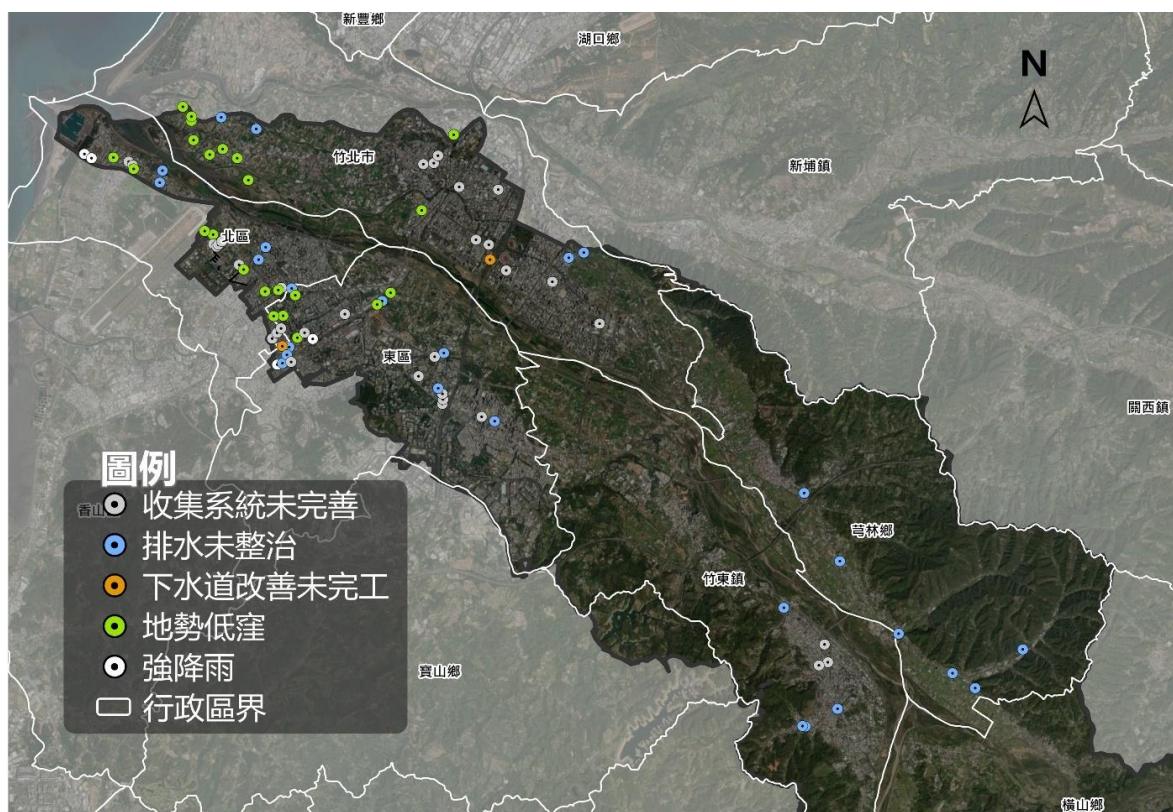 新豐鄉
湖口鄉
N
竹北市
新埔鎮
北區
東區
關西鎮
圖例
收集系統未完善
香山
排水未整治
芎林鄉
下水道改善未完工
竹東鎮
地勢低窪
強降雨
寶山鄉
行政區界
橫山鄉